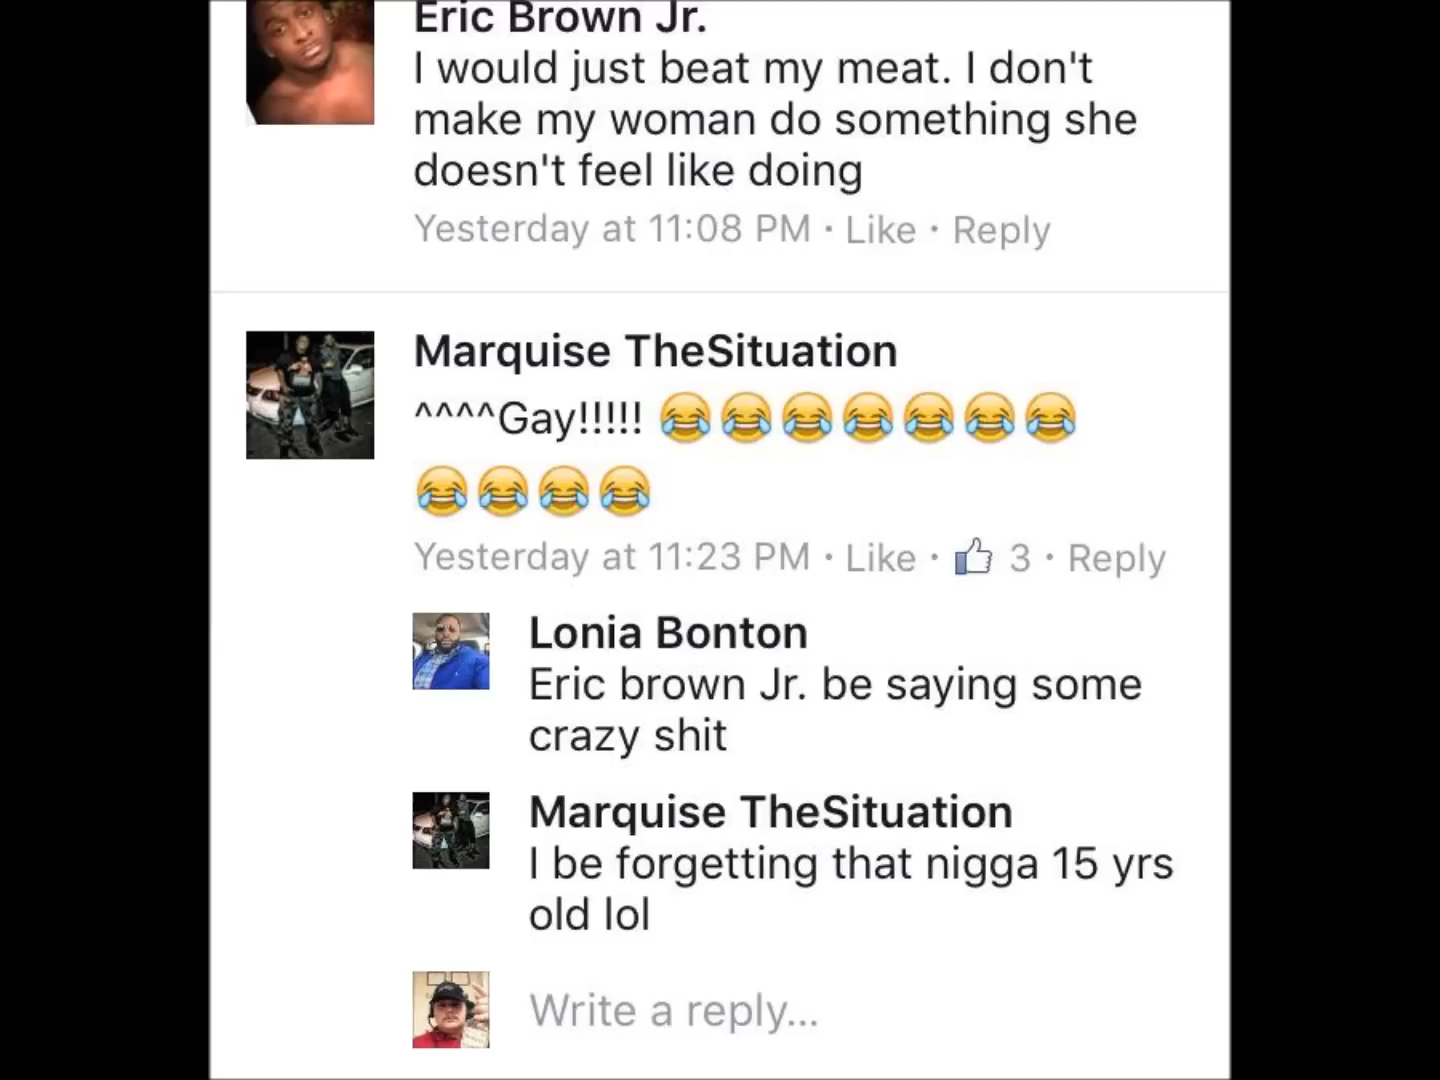 Eric Brown Jr.
I would just beat my meat. I don't
make my woman do something she
doesn't feel like doing
Yesterday at 11:08 PM · Like · Reply
Marquise TheSituation
^^^^Gay!!!!! 😂😂😂😂😂😂😂
😂😂😂😂
Yesterday at 11:23 PM · Like · 👍 3 · Reply
Lonia Bonton
Eric brown Jr. be saying some
crazy shit
Marquise TheSituation
I be forgetting that nigga 15 yrs
old lol
Write a reply...